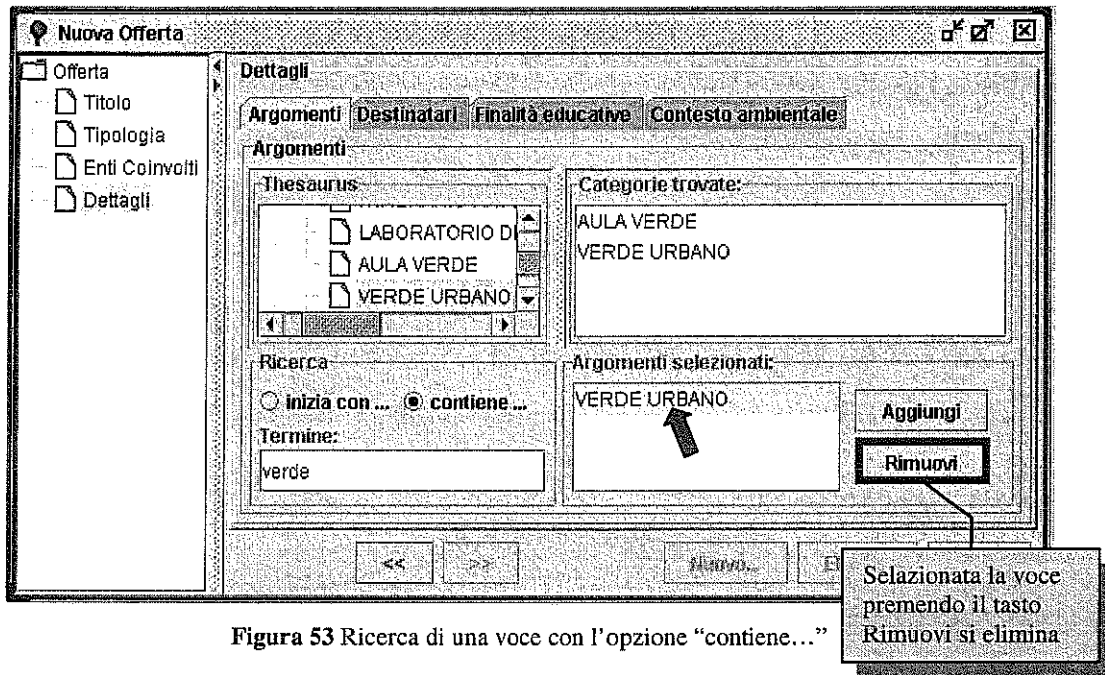 Nuova Offerta
Offerta
Titolo
Tipologia
Enti Coinvolti
Dettagli
Dettagli
Argomenti Destinatari Finalità educative Contesto ambientale
Argomenti
Thesaurus
LABORATORIO DI
AULA VERDE
VERDE URBANO
Categorie trovate:
AULA VERDE
VERDE URBANO
Ricerca
inizia con ... contiene ...
Termine:
verde
Argomenti selezionati:
VERDE URBANO
Aggiungi
Rimuovi
<< >> Nuovo...
Selazionata la voce
premendo il tasto
Rimuovi si elimina
Figura 53 Ricerca di una voce con l'opzione “contiene…”